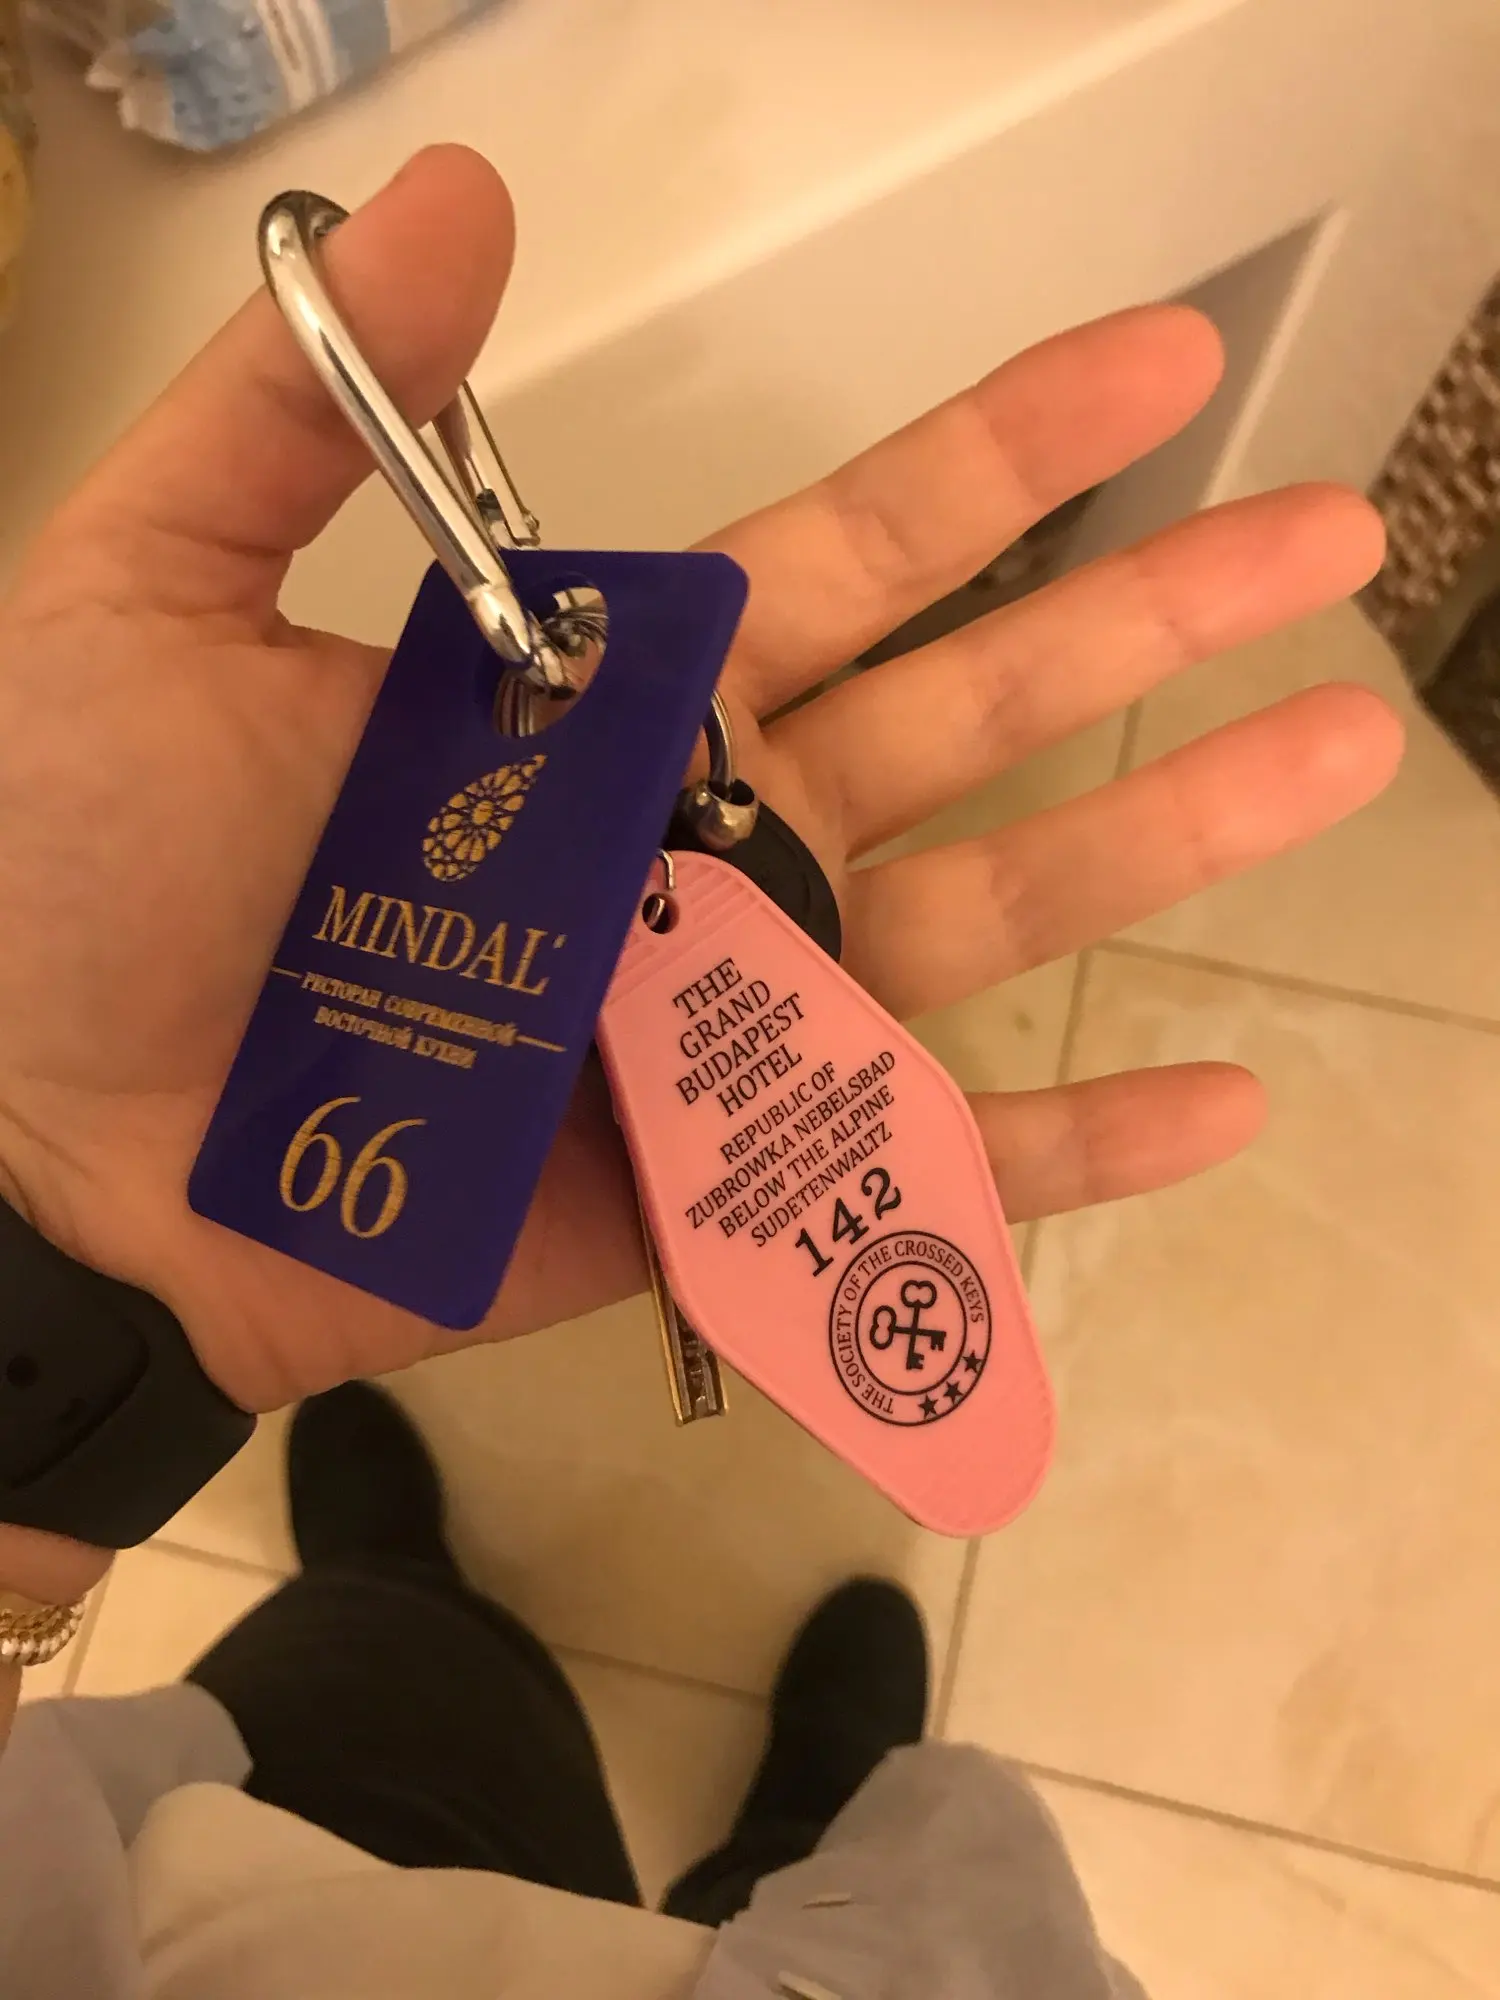 MINDAL'
РЕСТОРАН СОВРЕМЕННОЙ
ВОСТОЧНОЙ КУХНИ
66
THE
GRAND
BUDAPEST
HOTEL
REPUBLIC OF
ZUBROWKA NEBELSBAD
BELOW THE ALPINE
SUDETENWALTZ
142
THE SOCIETY OF THE CROSSED KEYS